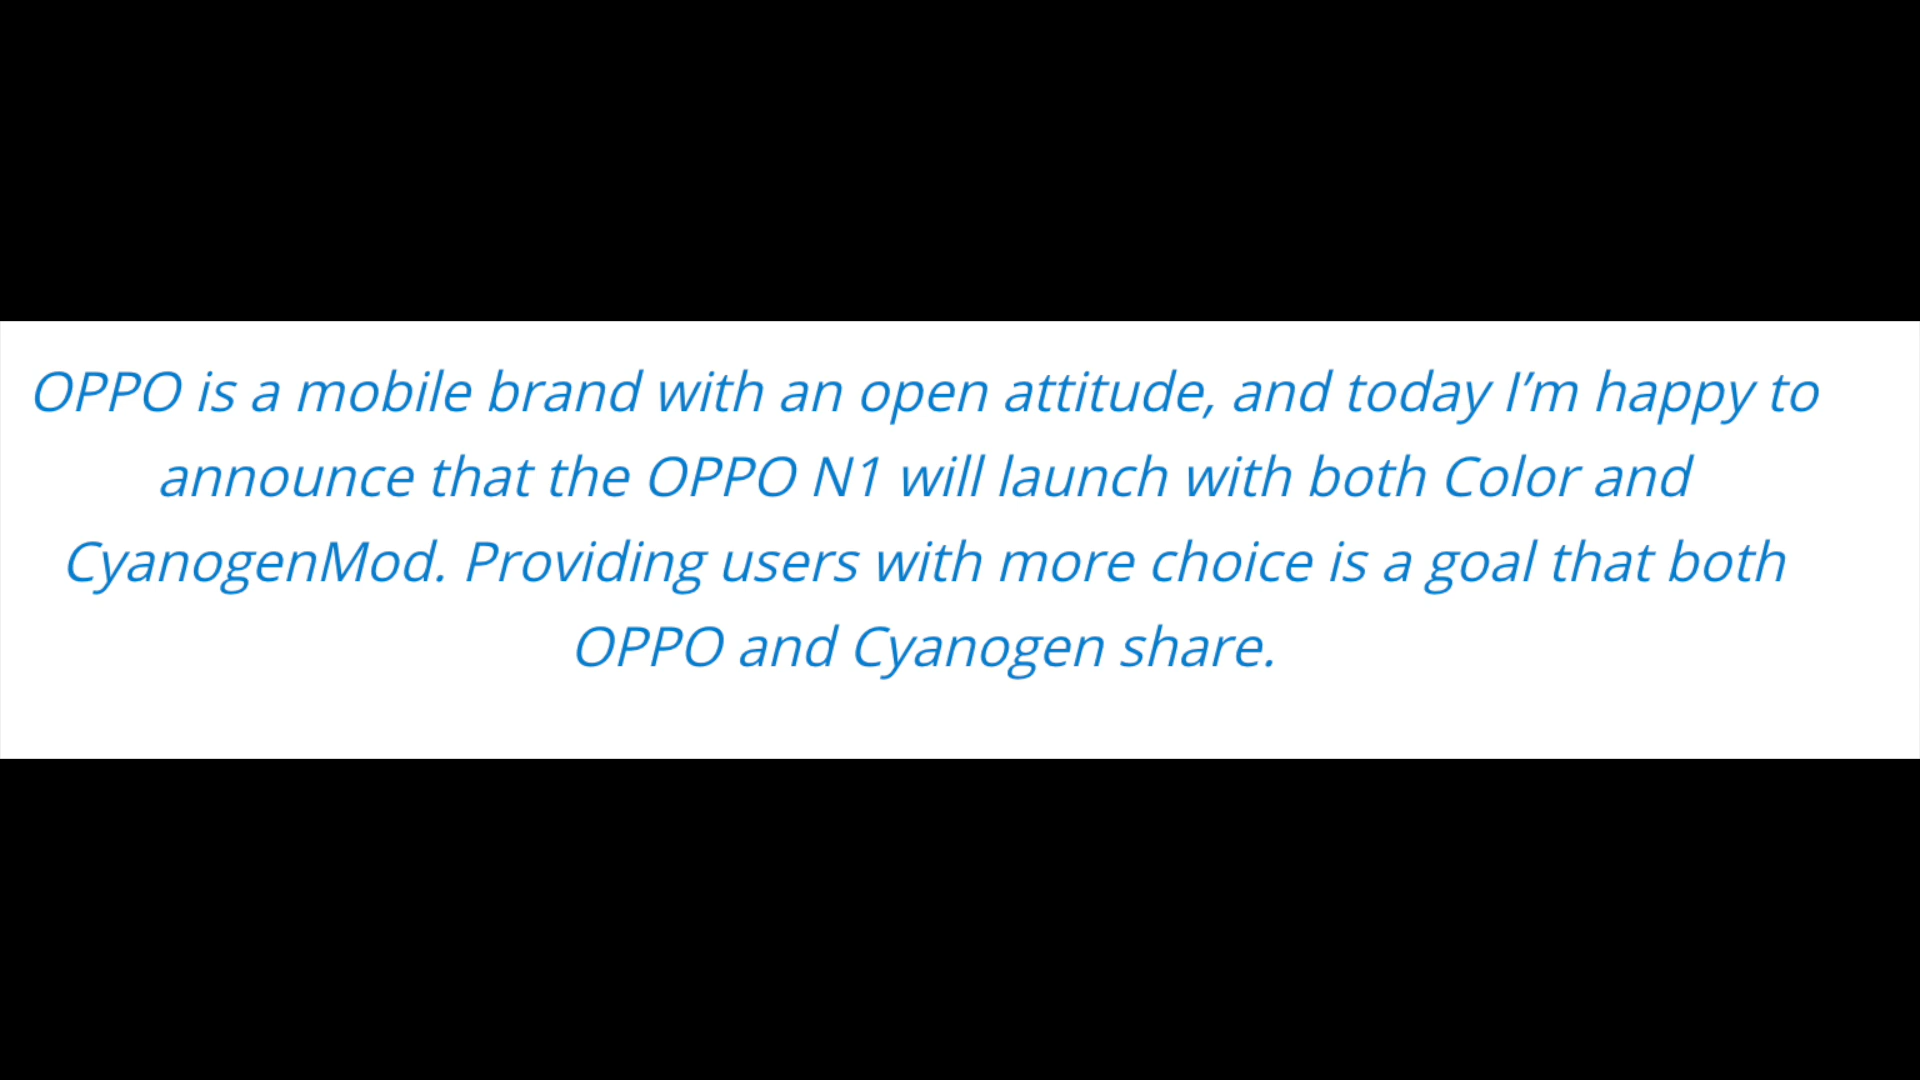 OPPO is a mobile brand with an open attitude, and today I’m happy to
announce that the OPPO N1 will launch with both Color and
CyanogenMod. Providing users with more choice is a goal that both
OPPO and Cyanogen share.